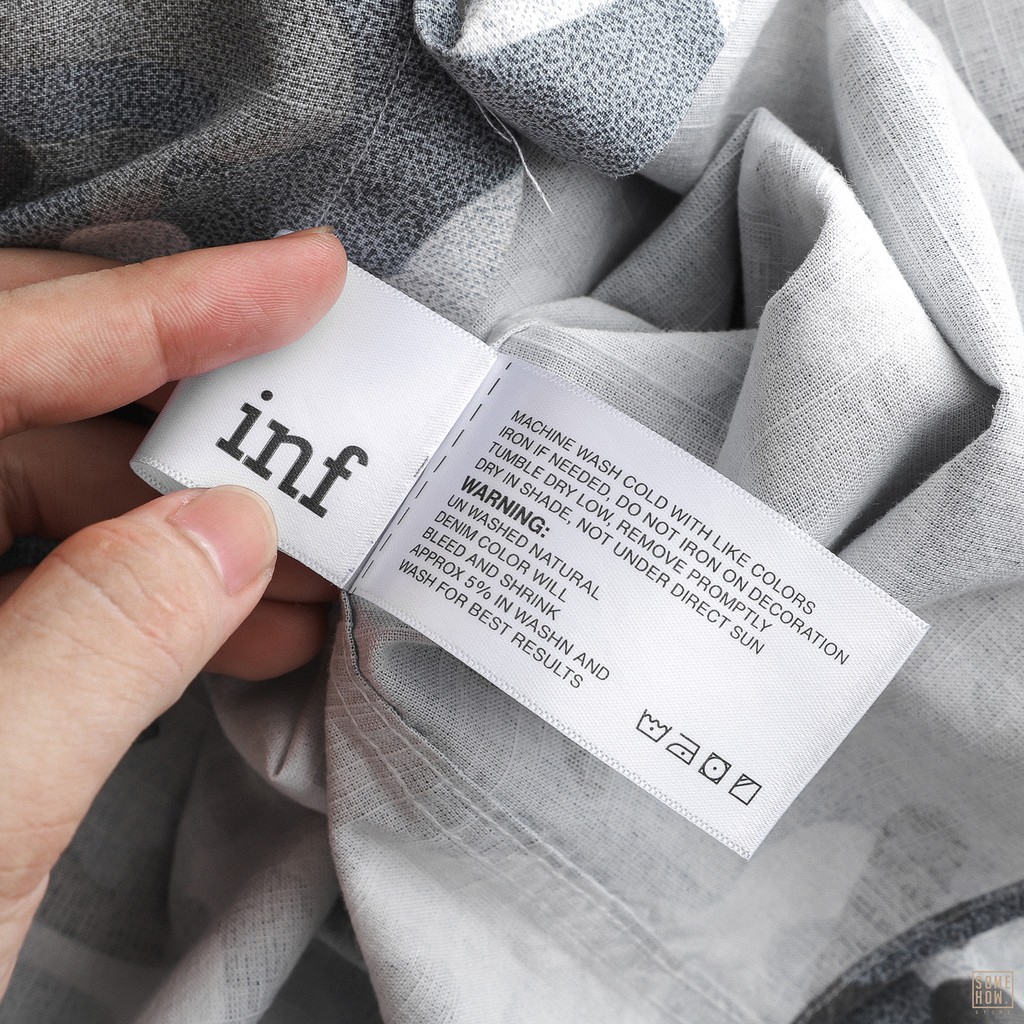 inf
MACHINE WASH COLD WITH LIKE COLORS
IRON IF NEEDED, DO NOT IRON ON DECORATION
TUMBLE DRY LOW, REMOVE PROMPTLY
DRY IN SHADE, NOT UNDER DIRECT SUN
WARNING:
UN WASHED NATURAL
DENIM COLOR WILL
BLEED AND SHRINK
APPROX 5% IN WASHN AND
WASH FOR BEST RESULTS
SOME
HOW.